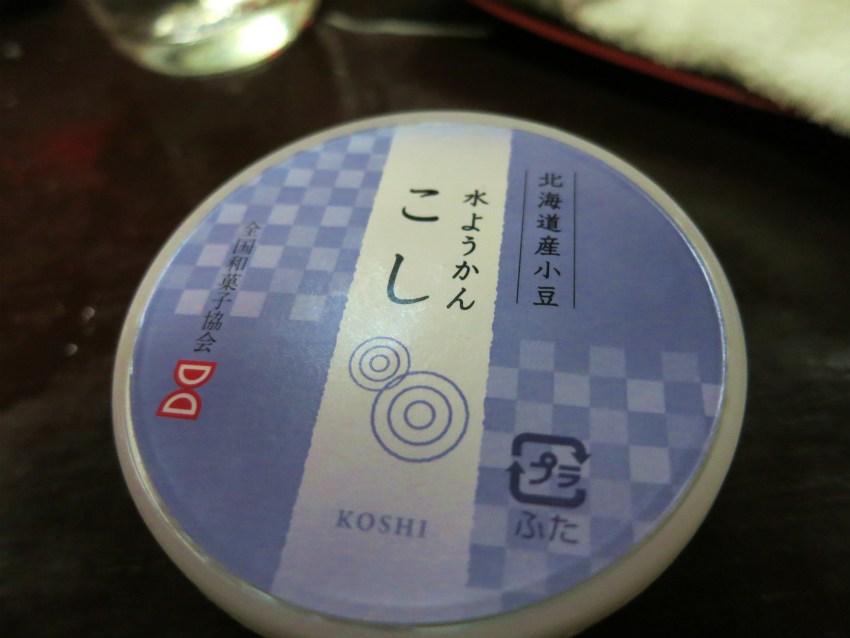 北海道産小豆
水ようかん
こし
全国和菓子協会
KOSHI
プラ
ふた